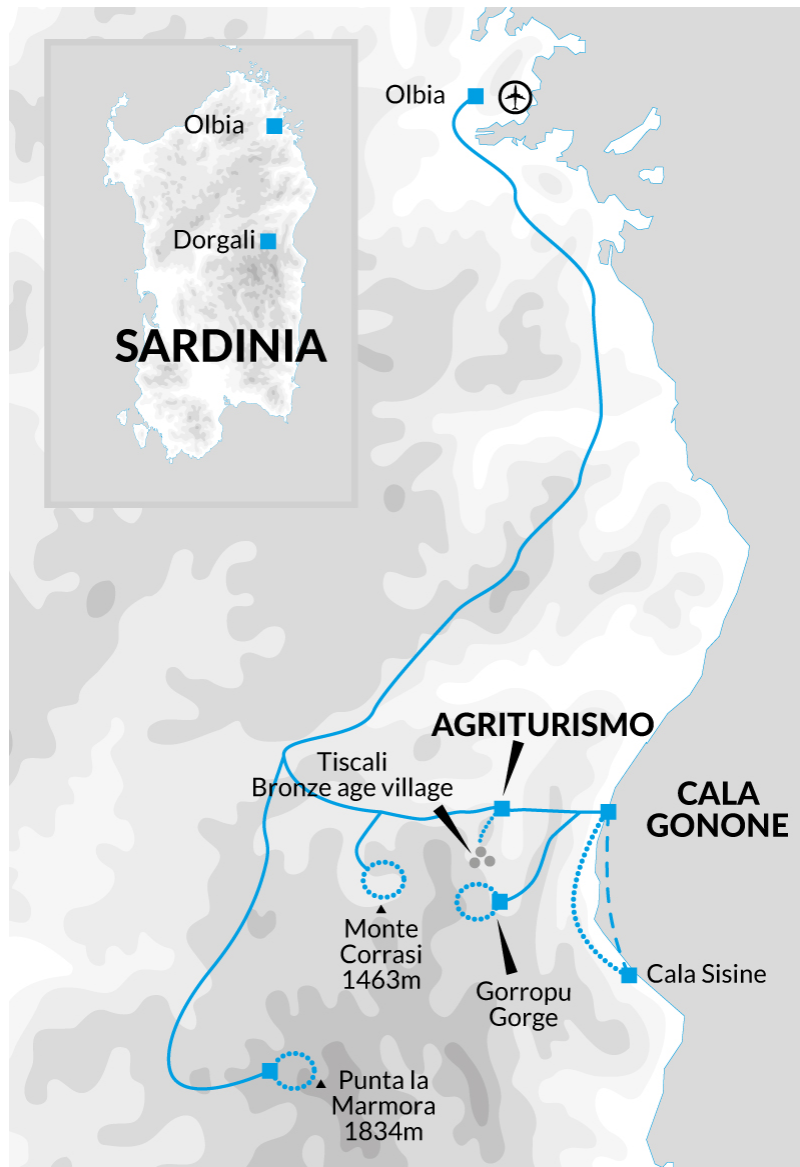 Olbia
Olbia
Dorgali
SARDINIA
AGRITURISMO
Tiscali
Bronze age village
CALA
GONONE
Monte
Corrasi
1463m
Cala Sisine
Gorropu
Gorge
Punta la
Marmora
1834m